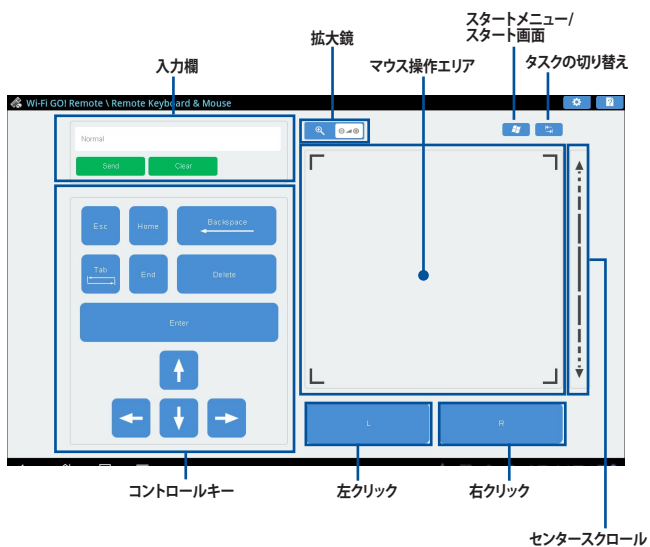 スタートメニュー/
スタート画面
拡大鏡
入力欄
マウス操作エリア
タスクの切り替え
Wi-Fi GO! Remote \ Remote Keyboard & Mouse
Normal
Send
Clear
Esc
Home
Backspace
Tab
End
Delete
Enter
L
R
コントロールキー
左クリック
右クリック
センタースクロール